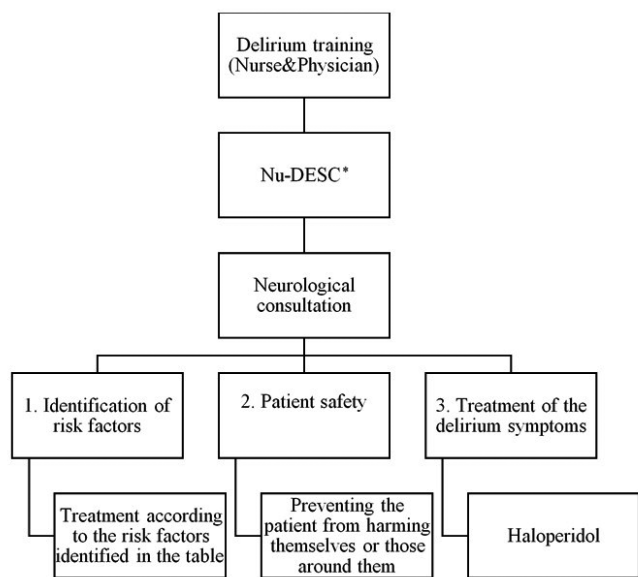 Delirium training
(Nurse&Physician)
Nu-DESC*
Neurological
consultation
1. Identification of
risk factors
2. Patient safety
3. Treatment of the
delirium symptoms
Treatment according
to the risk factors
identified in the table
Preventing the
patient from harming
themselves or those
around them
Haloperidol